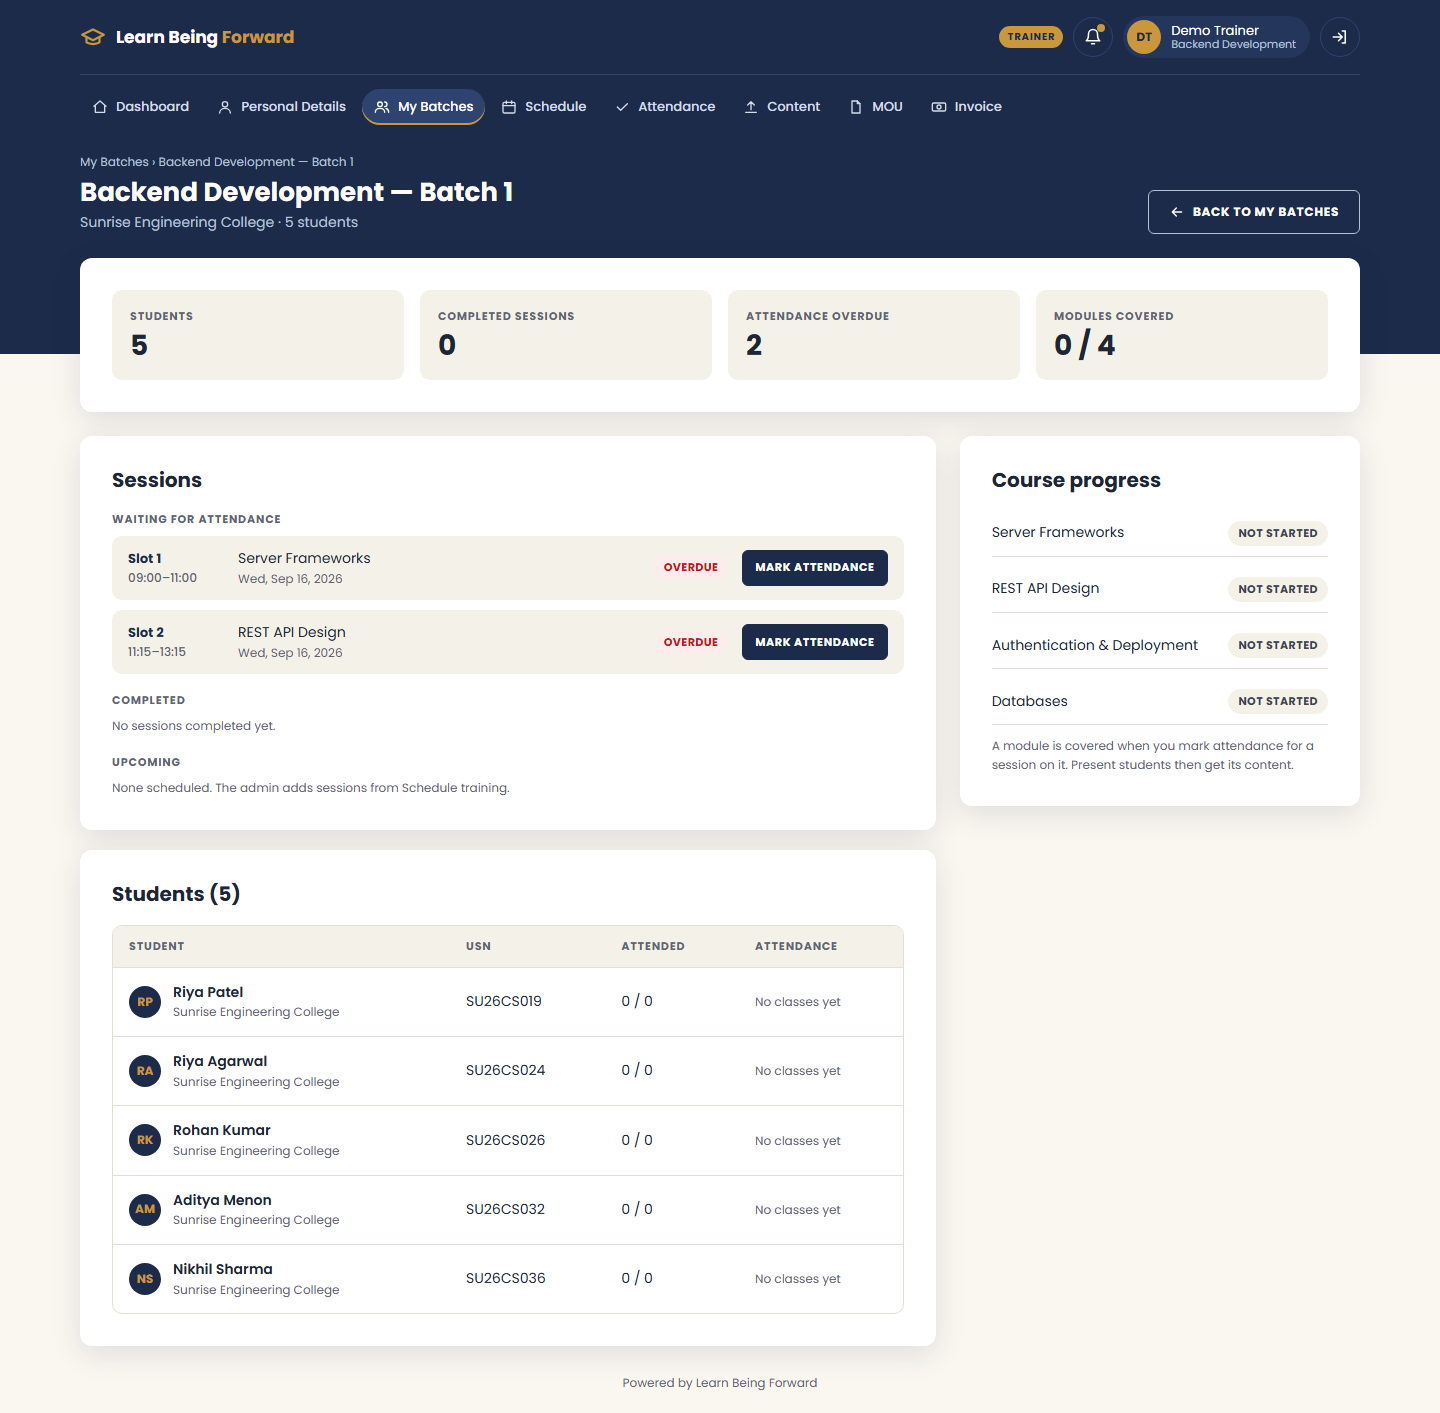 Learn Being Forward
TRAINER
DT
Demo Trainer
Backend Development
Dashboard
Personal Details
My Batches
Schedule
Attendance
Content
MOU
Invoice
My Batches › Backend Development — Batch 1
Backend Development — Batch 1
Sunrise Engineering College · 5 students
← BACK TO MY BATCHES
STUDENTS
5
COMPLETED SESSIONS
0
ATTENDANCE OVERDUE
2
MODULES COVERED
0 / 4
Sessions
WAITING FOR ATTENDANCE
Slot 1
09:00–11:00
Server Frameworks
Wed, Sep 16, 2026
OVERDUE
MARK ATTENDANCE
Slot 2
11:15–13:15
REST API Design
Wed, Sep 16, 2026
OVERDUE
MARK ATTENDANCE
COMPLETED
No sessions completed yet.
UPCOMING
None scheduled. The admin adds sessions from Schedule training.
Course progress
Server Frameworks NOT STARTED
REST API Design NOT STARTED
Authentication & Deployment NOT STARTED
Databases NOT STARTED
A module is covered when you mark attendance for a
session on it. Present students then get its content.
Students (5)
STUDENT USN ATTENDED ATTENDANCE
RP
Riya Patel
Sunrise Engineering College
SU26CS019 0 / 0 No classes yet
RA
Riya Agarwal
Sunrise Engineering College
SU26CS024 0 / 0 No classes yet
RK
Rohan Kumar
Sunrise Engineering College
SU26CS026 0 / 0 No classes yet
AM
Aditya Menon
Sunrise Engineering College
SU26CS032 0 / 0 No classes yet
NS
Nikhil Sharma
Sunrise Engineering College
SU26CS036 0 / 0 No classes yet
Powered by Learn Being Forward